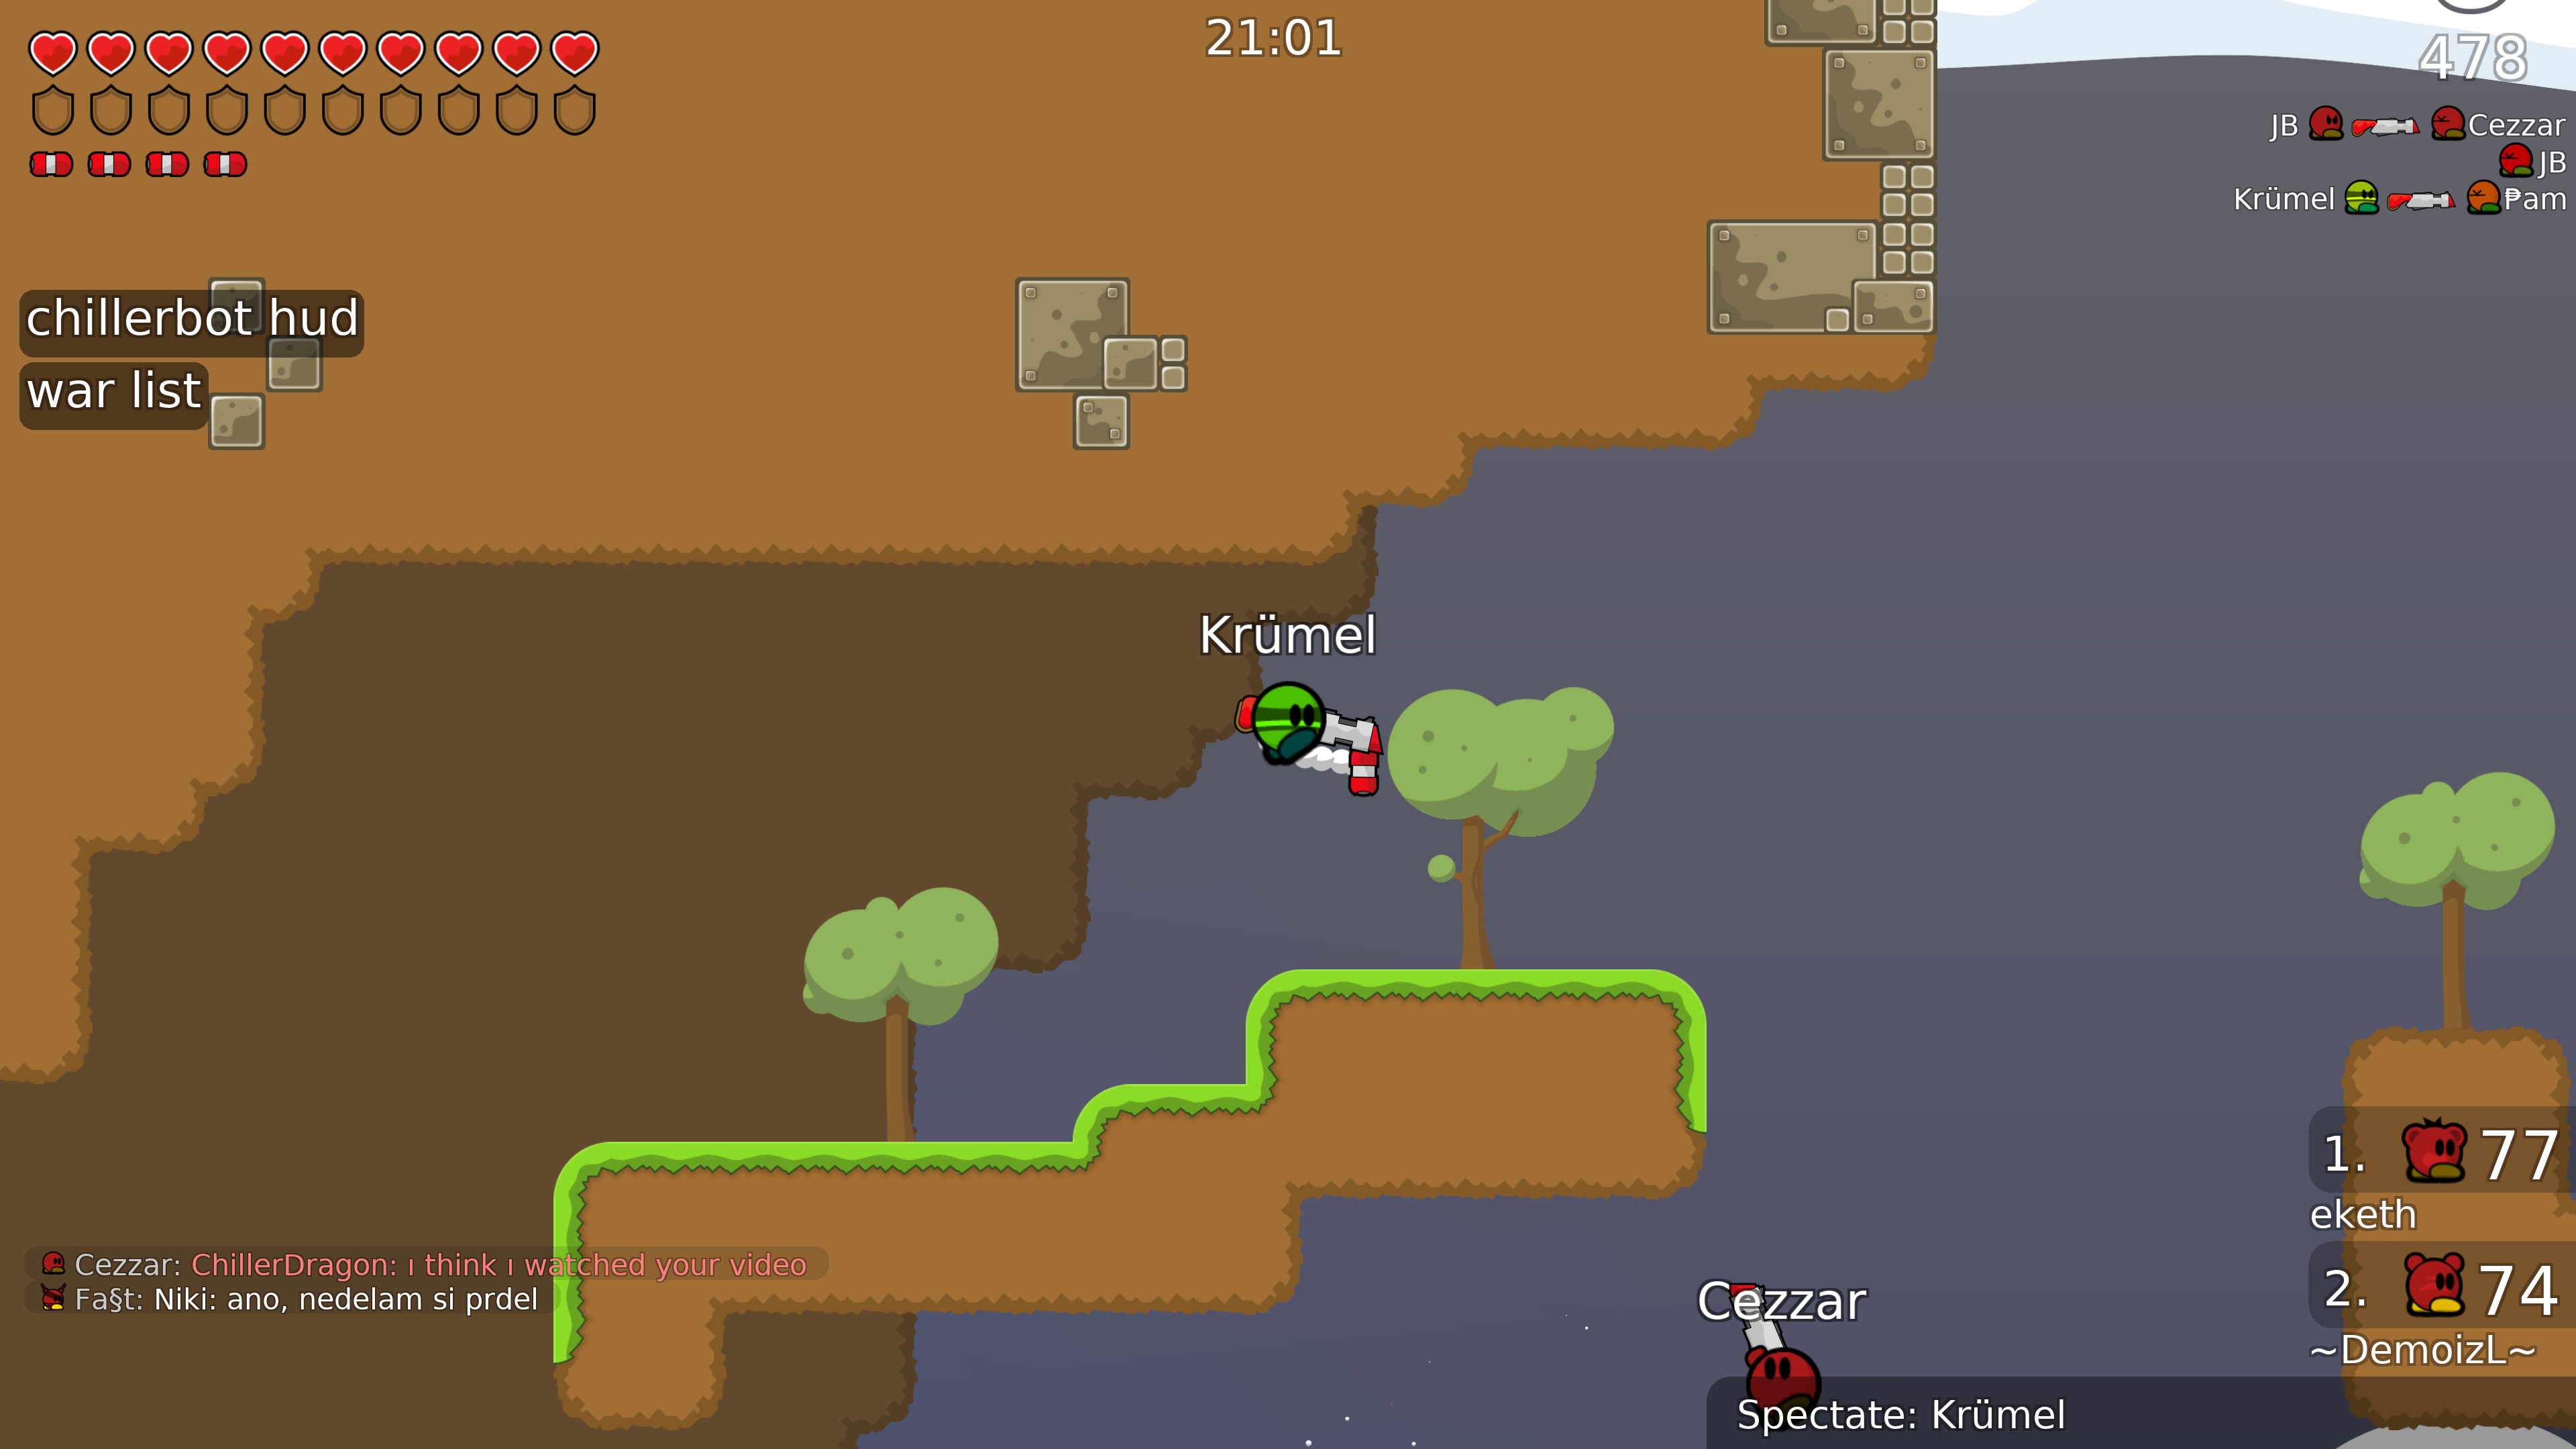 21:01
478
JB Cezzar
JB
Krümel ₱am
chillerbot hud
war list
Krümel
1. 77
eketh
2. 74
~DemoizL~
Cezzar: ChillerDragon: ı think ı watched your video
Fa§t: Niki: ano, nedelam si prdel
Cezzar
Spectate: Krümel